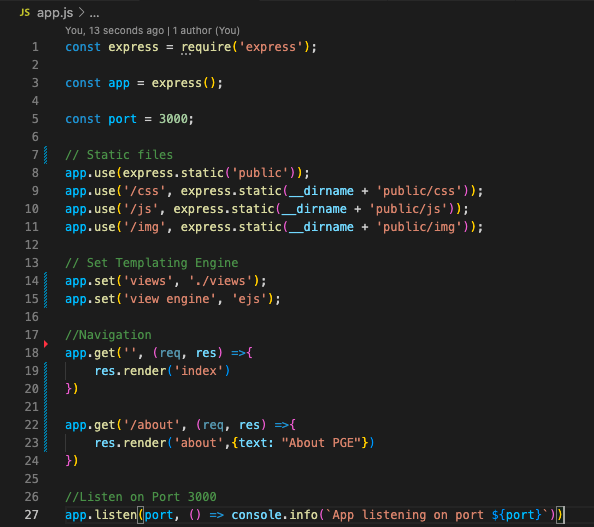 JS app.js > ...
You, 13 seconds ago | 1 author (You)
1 const express = require('express');
2
3 const app = express();
4
5 const port = 3000;
6
7 // Static files
8 app.use(express.static('public'));
9 app.use('/css', express.static(__dirname + 'public/css'));
10 app.use('/js', express.static(__dirname + 'public/js'));
11 app.use('/img', express.static(__dirname + 'public/img'));
12
13 // Set Templating Engine
14 app.set('views', './views');
15 app.set('view engine', 'ejs');
16
17 //Navigation
18 app.get('', (req, res) =>{
19     res.render('index')
20 })
21
22 app.get('/about', (req, res) =>{
23     res.render('about',{text: "About PGE"})
24 })
25
26 //Listen on Port 3000
27 app.listen(port, () => console.info(`App listening on port ${port}`))